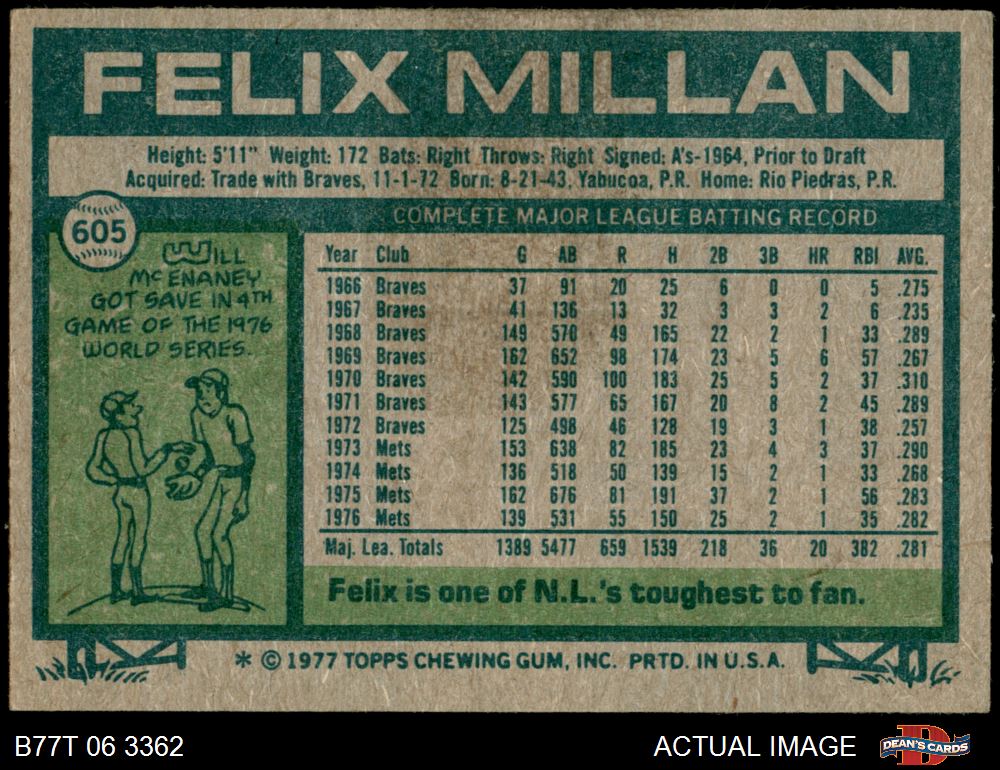 FELIX MILLAN
Height: 5'11" Weight: 172 Bats: Right Throws: Right Signed: A's-1964, Prior to Draft
Acquired: Trade with Braves, 11-1-72 Born: 8-21-43, Yabucoa, P.R. Home: Rio Piedras, P.R.
605
WILL
McENANEY
GOT SAVE IN 4TH
GAME OF THE 1976
WORLD SERIES.
COMPLETE MAJOR LEAGUE BATTING RECORD
Year Club G AB R H 2B 3B HR RBI AVG.
1966 Braves 37 91 20 25 6 0 0 5 .275
1967 Braves 41 136 13 32 3 3 2 6 .235
1968 Braves 149 570 49 165 22 2 1 33 .289
1969 Braves 162 652 98 174 23 5 6 57 .267
1970 Braves 142 590 100 183 25 5 2 37 .310
1971 Braves 143 577 65 167 20 8 2 45 .289
1972 Braves 125 498 46 128 19 3 1 38 .257
1973 Mets 153 638 82 185 23 4 3 37 .290
1974 Mets 136 518 50 139 15 2 1 33 .268
1975 Mets 162 676 81 191 37 2 1 56 .283
1976 Mets 139 531 55 150 25 2 1 35 .282
Maj. Lea. Totals 1389 5477 659 1539 218 36 20 382 .281
Felix is one of N.L.'s toughest to fan.
* © 1977 TOPPS CHEWING GUM, INC. PRTD. IN U.S.A.
B77T 06 3362
ACTUAL IMAGE
D
DEAN'S CARDS